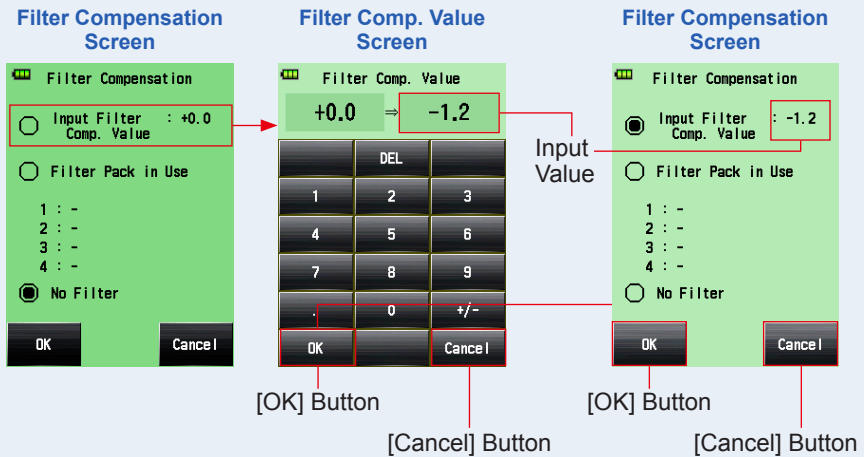 Filter Compensation
Screen
Filter Compensation
Input Filter : +0.0
Comp. Value
Filter Pack in Use
1 : -
2 : -
3 : -
4 : -
No Filter
OK Cancel
Filter Comp. Value
Screen
Filter Comp. Value
+0.0 ⇒ -1.2
DEL
1 2 3
4 5 6
7 8 9
. 0 +/-
OK Cancel
[OK] Button
[Cancel] Button
Input
Value
Filter Compensation
Screen
Filter Compensation
Input Filter : -1.2
Comp. Value
Filter Pack in Use
1 : -
2 : -
3 : -
4 : -
No Filter
OK Cancel
[OK] Button
[Cancel] Button